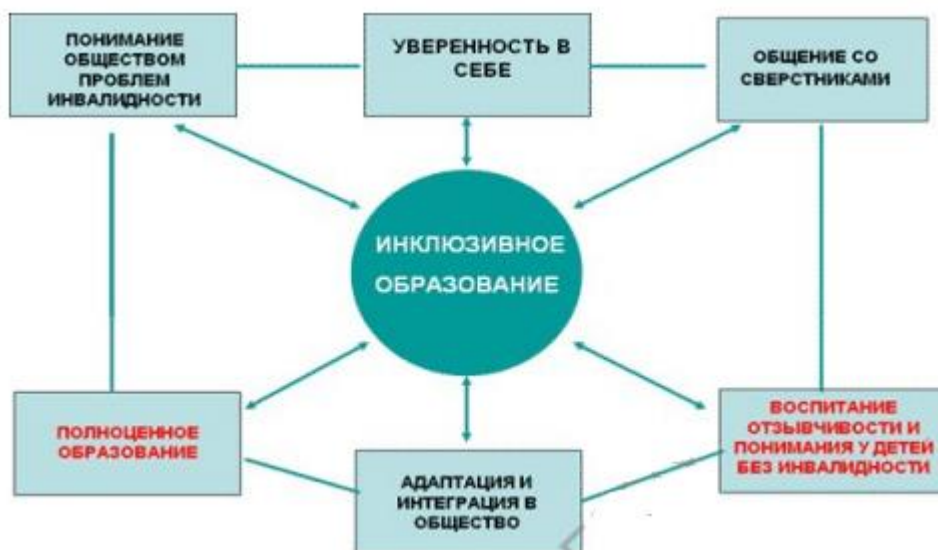 ПОНИМАНИЕ
ОБЩЕСТВОМ
ПРОБЛЕМ
ИНВАЛИДНОСТИ
УВЕРЕННОСТЬ В
СЕБЕ
ОБЩЕНИЕ СО
СВЕРСТНИКАМИ
ИНКЛЮЗИВНОЕ
ОБРАЗОВАНИЕ
ПОЛНОЦЕННОЕ
ОБРАЗОВАНИЕ
АДАПТАЦИЯ И
ИНТЕГРАЦИЯ В
ОБЩЕСТВО
ВОСПИТАНИЕ
ОТЗЫВЧИВОСТИ И
ПОНИМАНИЯ У ДЕТЕЙ
БЕЗ ИНВАЛИДНОСТИ